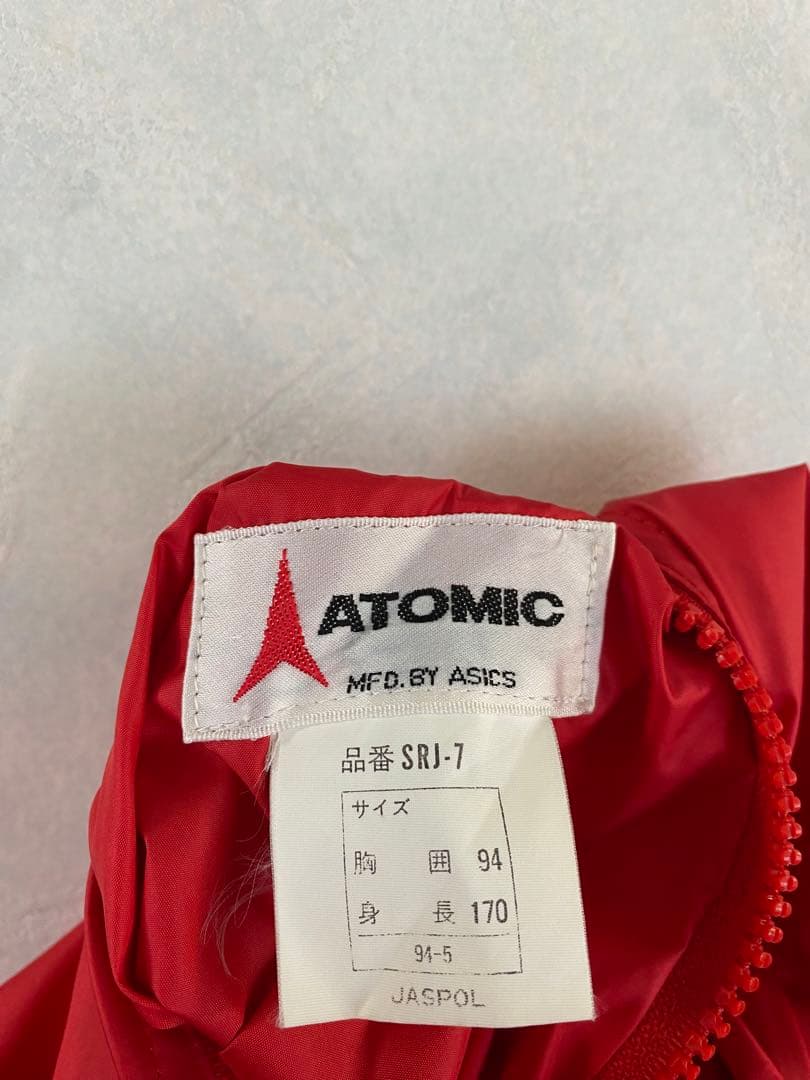 ATOMIC
MFD. BY ASICS
品番 SRJ-7
サイズ
胸囲 94
身長 170
94-5
JASPOL